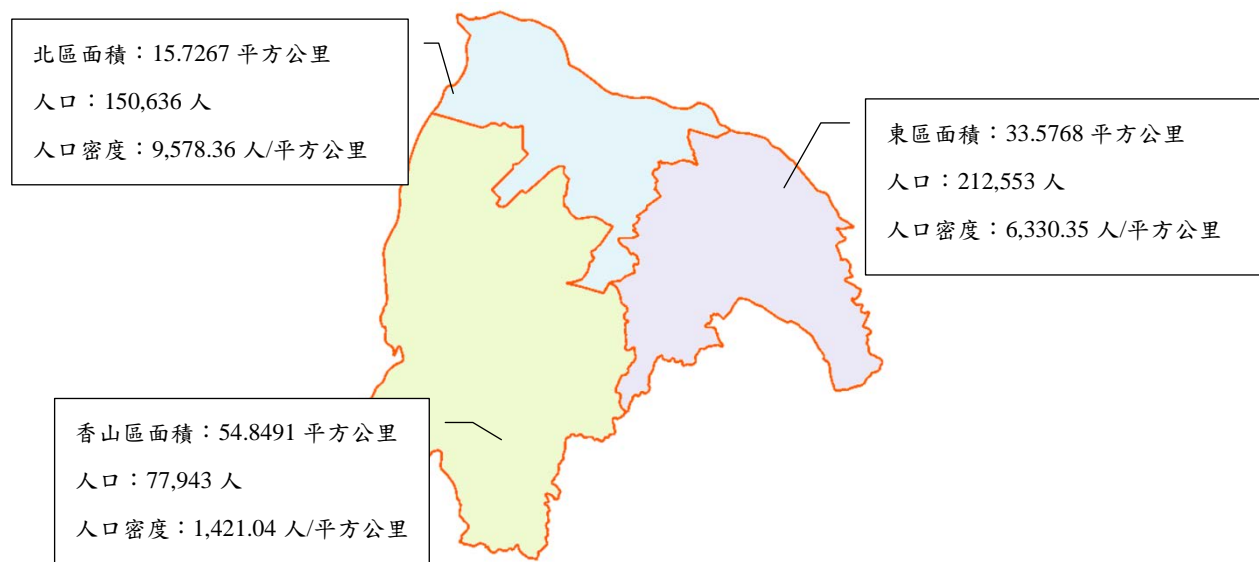 北區面積：15.7267 平方公里
人口：150,636 人
人口密度：9,578.36 人/平方公里
東區面積：33.5768 平方公里
人口：212,553 人
人口密度：6,330.35 人/平方公里
香山區面積：54.8491 平方公里
人口：77,943 人
人口密度：1,421.04 人/平方公里